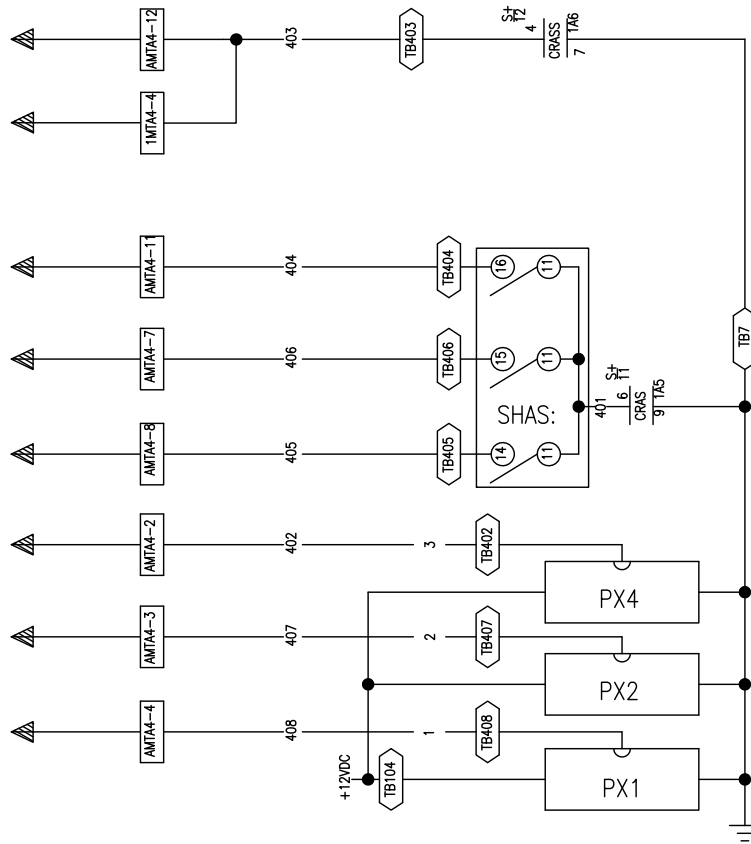 AMTA4-12
403
TB403
S+
12
4
CRASS
1A6
7
1MTA4-4
AMTA4-11
404
TB404
16
11
AMTA4-7
406
TB406
15
11
TB7
SHAS:
401
S+
11
6
CRAS
1A5
9
AMTA4-8
405
TB405
14
11
AMTA4-2
402
3
TB402
PX4
AMTA4-3
407
2
TB407
PX2
AMTA4-4
408
1
TB408
+12VDC
TB104
PX1